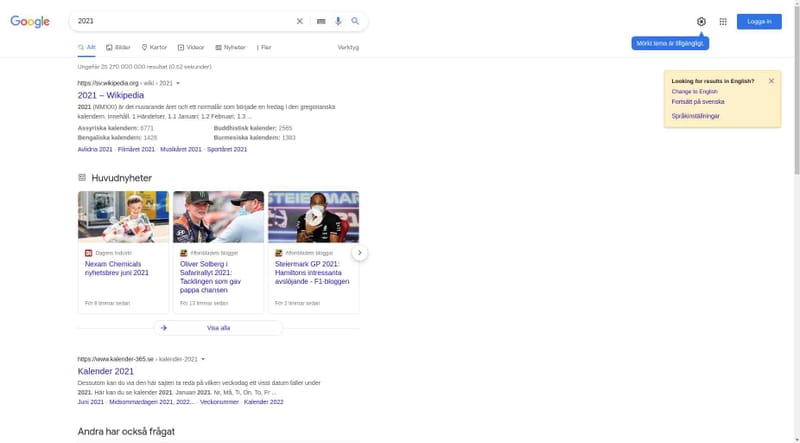 Google
2021
Logga in
Mörkt tema är tillgängligt.
Allt
Bilder
Kartor
Videor
Nyheter
Fler
Verktyg
Ungefär 25 270 000 000 resultat (0,62 sekunder)
Looking for results in English?
Change to English
Fortsätt på svenska
Språkinställningar
https://sv.wikipedia.org › wiki › 2021
2021 – Wikipedia
2021 (MMXXI) är det nuvarande året och ett normalår som började en fredag i den gregorianska
kalendern. Innehåll. 1 Händelser. 1.1 Januari; 1.2 Februari; 1.3 ...
Assyriska kalendern: 6771
Buddhistisk kalender: 2565
Bengaliska kalendern: 1428
Burmesiska kalendern: 1383
Avlidna 2021 · Filmåret 2021 · Musikåret 2021 · Sportåret 2021
Huvudnyheter
Dagens Industri
Nexam Chemicals
nyhetsbrev juni 2021
För 8 timmar sedan
Aftonbladets bloggar
Oliver Solberg i
Safarirallyt 2021:
Tacklingen som gav
pappa chansen
För 13 timmar sedan
Aftonbladets bloggar
Steiermark GP 2021:
Hamiltons intressanta
avslöjande - F1-bloggen
För 2 timmar sedan
Visa alla
https://www.kalender-365.se › kalender-2021
Kalender 2021
Dessutom kan du via den här sajten ta reda på vilken veckodag ett visst datum faller under
2021. Här kan du se kalender 2021. Januari 2021. Nr, Må, Ti, On, To, Fr ...
Juni 2021 · Midsommardagen 2021, 2022... · Veckonummer · Kalender 2022
Andra har också frågat